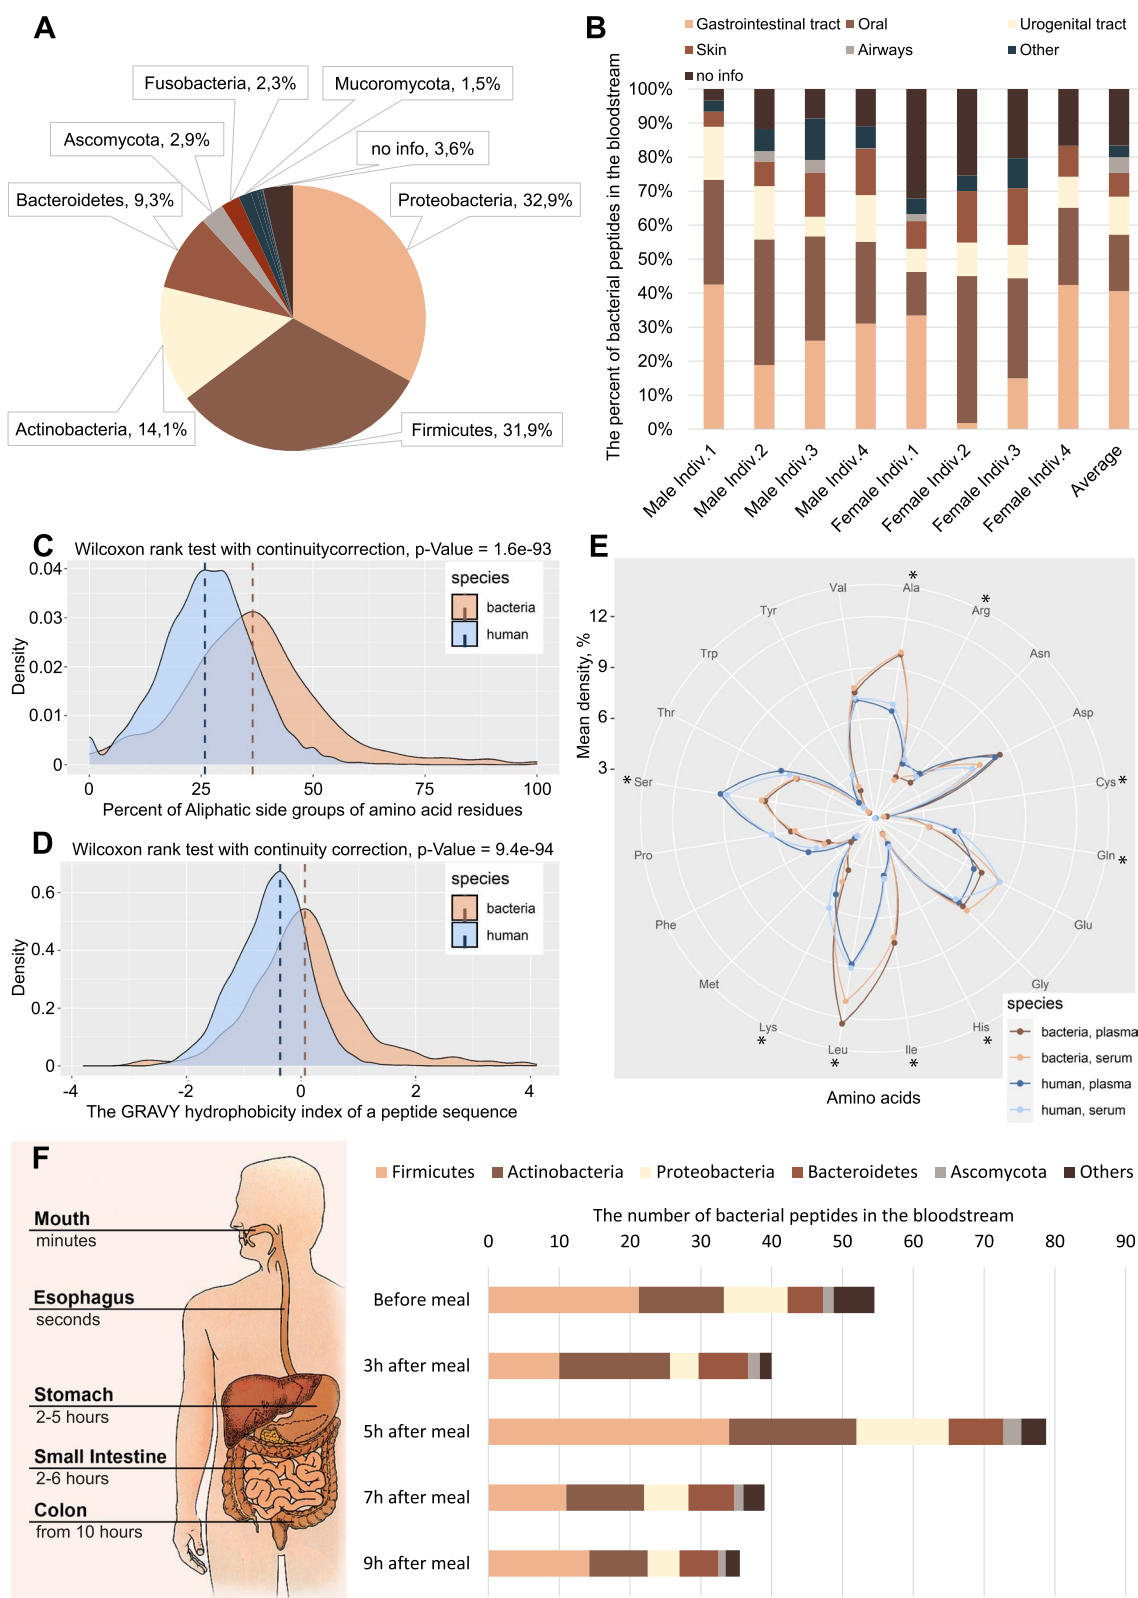 A
Fusobacteria, 2,3%
Mucoromycota, 1,5%
Ascomycota, 2,9%
no info, 3,6%
Bacteroidetes, 9,3%
Proteobacteria, 32,9%
Actinobacteria, 14,1%
Firmicutes, 31,9%
B
Gastrointestinal tract
Oral
Urogenital tract
Skin
Airways
Other
no info
The percent of bacterial peptides in the bloodstream
100%
90%
80%
70%
60%
50%
40%
30%
20%
10%
0%
Male Indiv.1
Male Indiv.2
Male Indiv.3
Male Indiv.4
Female Indiv.1
Female Indiv.2
Female Indiv.3
Female Indiv.4
Average
C
Wilcoxon rank test with continuitycorrection, p-Value = 1.6e-93
Density
0.04
0.03
0.02
0.01
0
species
bacteria
human
0
25
50
75
100
Percent of Aliphatic side groups of amino acid residues
D
Wilcoxon rank test with continuity correction, p-Value = 9.4e-94
Density
0.6
0.4
0.2
0
species
bacteria
human
-4
-2
0
2
4
The GRAVY hydrophobicity index of a peptide sequence
E
Mean density, %
12
9
6
3
Val
Ala
*
Arg
*
Asn
Asp
Cys *
Gln *
Glu
Gly
His
*
Ile
*
Leu
*
Lys
*
Met
Phe
Pro
* Ser
Thr
Trp
Tyr
species
bacteria, plasma
bacteria, serum
human, plasma
human, serum
Amino acids
F
Mouth
minutes
Esophagus
seconds
Stomach
2-5 hours
Small Intestine
2-6 hours
Colon
from 10 hours
Firmicutes
Actinobacteria
Proteobacteria
Bacteroidetes
Ascomycota
Others
The number of bacterial peptides in the bloodstream
0
10
20
30
40
50
60
70
80
90
Before meal
3h after meal
5h after meal
7h after meal
9h after meal